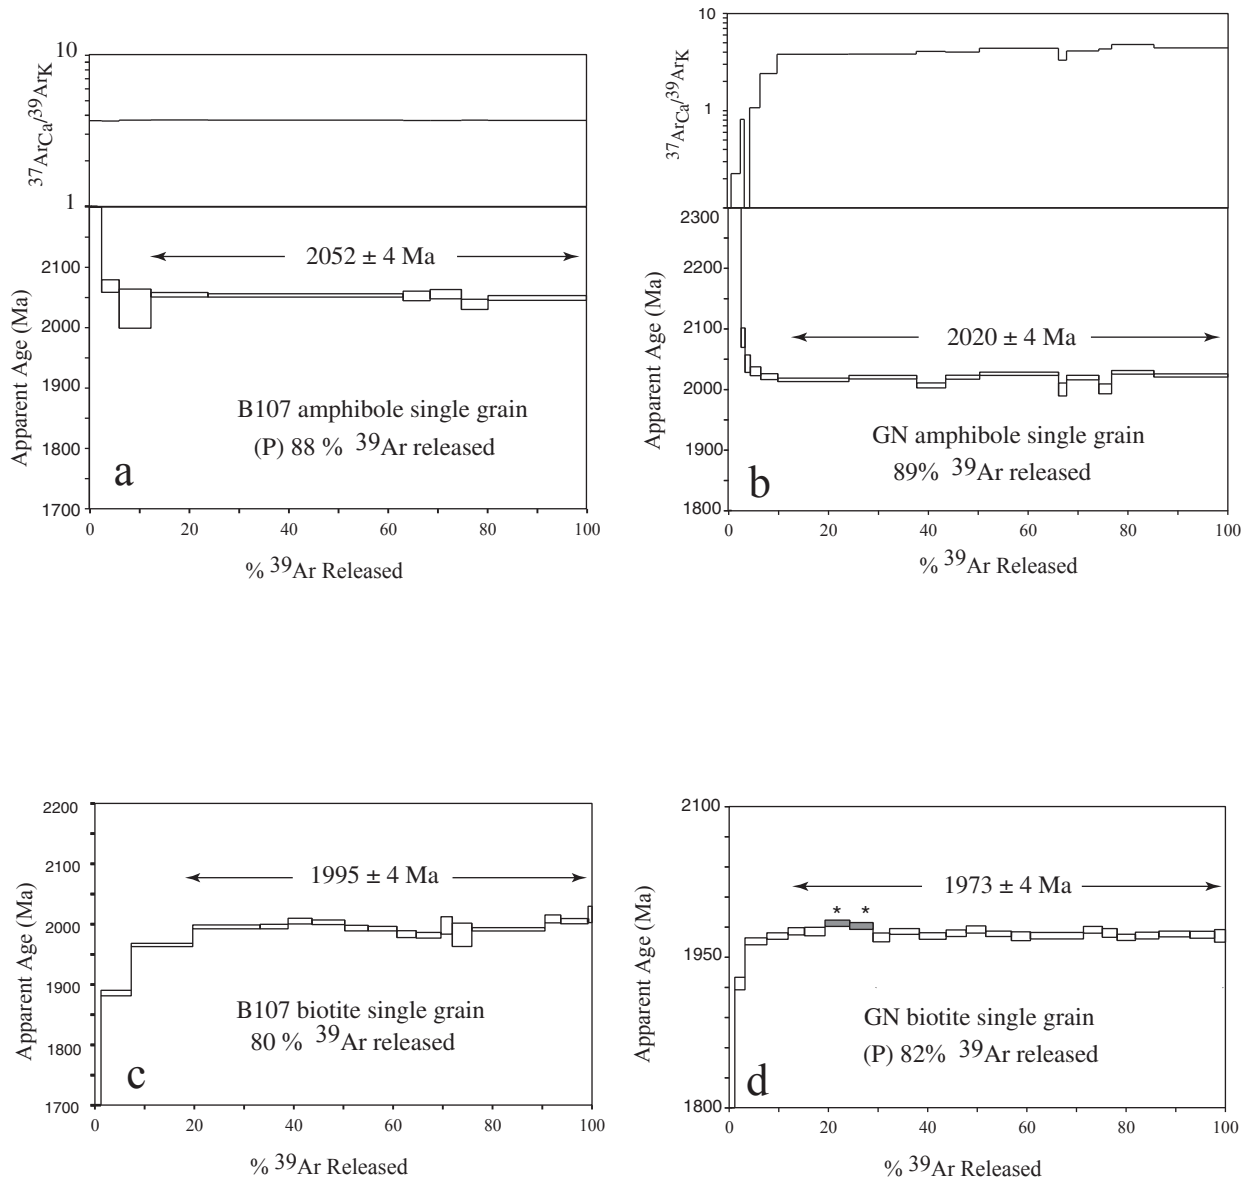 10
1
³⁷ArCa/³⁹ArK
2100
2000
1900
1800
1700
Apparent Age (Ma)
2052 ± 4 Ma
B107 amphibole single grain
(P) 88 % ³⁹Ar released
a
0 20 40 60 80 100
% ³⁹Ar Released
10
1
³⁷ArCa/³⁹ArK
2300
2200
2100
2000
1900
1800
Apparent Age (Ma)
2020 ± 4 Ma
GN amphibole single grain
89% ³⁹Ar released
b
0 20 40 60 80 100
% ³⁹Ar Released
2200
2100
2000
1900
1800
1700
Apparent Age (Ma)
1995 ± 4 Ma
B107 biotite single grain
80 % ³⁹Ar released
c
0 20 40 60 80 100
% ³⁹Ar Released
2100
1950
1800
Apparent Age (Ma)
1973 ± 4 Ma
* *
GN biotite single grain
(P) 82% ³⁹Ar released
d
0 20 40 60 80 100
% ³⁹Ar Released